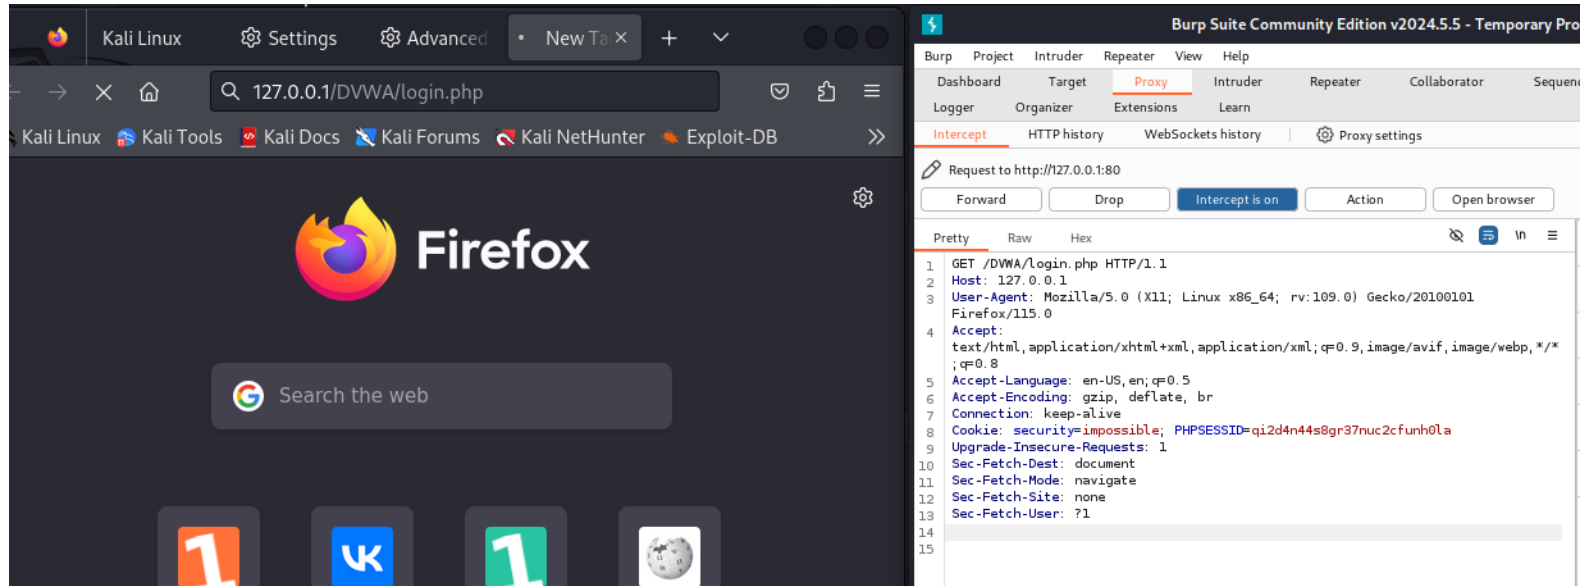 Kali Linux
Settings
Advanced
New Ta
127.0.0.1/DVWA/login.php
Kali Linux Kali Tools Kali Docs Kali Forums Kali NetHunter Exploit-DB
Firefox
Search the web
Burp Suite Community Edition v2024.5.5 - Temporary Pro
Burp Project Intruder Repeater View Help
Dashboard Target Proxy Intruder Repeater Collaborator Sequen
Logger Organizer Extensions Learn
Intercept HTTP history WebSockets history Proxy settings
Request to http://127.0.0.1:80
Forward Drop Intercept is on Action Open browser
Pretty Raw Hex \n
1 GET /DVWA/login.php HTTP/1.1
2 Host: 127.0.0.1
3 User-Agent: Mozilla/5.0 (X11; Linux x86_64; rv:109.0) Gecko/20100101
Firefox/115.0
4 Accept:
text/html,application/xhtml+xml,application/xml;q=0.9,image/avif,image/webp,*/*
;q=0.8
5 Accept-Language: en-US,en;q=0.5
6 Accept-Encoding: gzip, deflate, br
7 Connection: keep-alive
8 Cookie: security=impossible; PHPSESSID=qi2d4n44s8gr37nuc2cfunh0la
9 Upgrade-Insecure-Requests: 1
10 Sec-Fetch-Dest: document
11 Sec-Fetch-Mode: navigate
12 Sec-Fetch-Site: none
13 Sec-Fetch-User: ?1
14
15